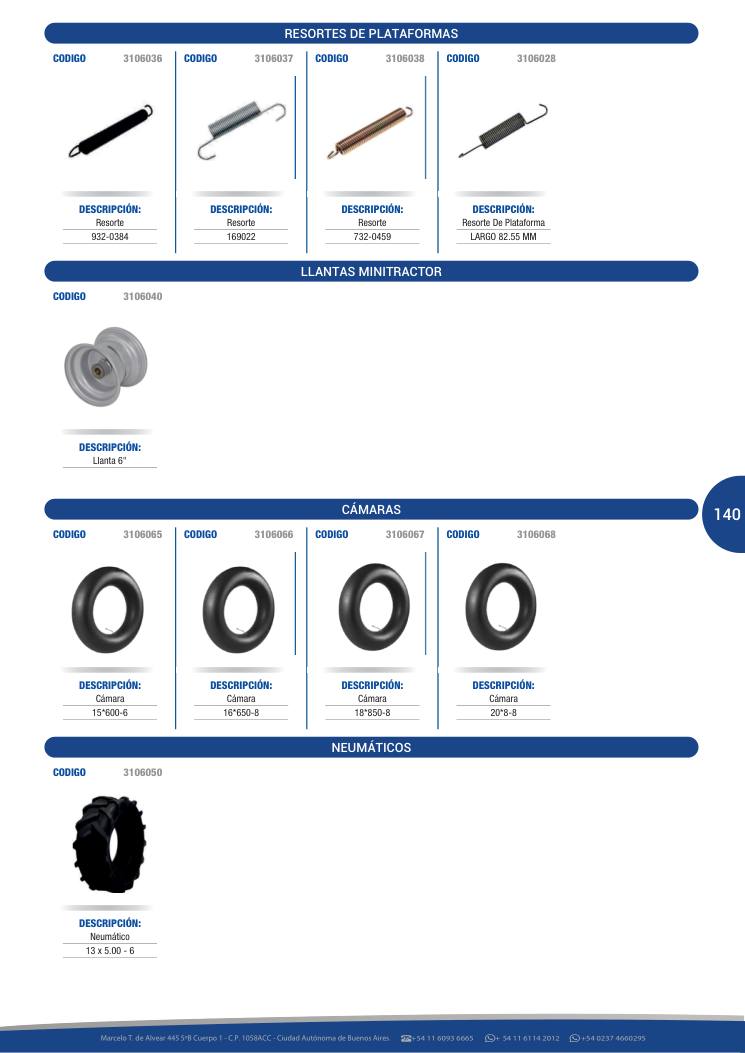 RESORTES DE PLATAFORMAS
CODIGO 3106036
DESCRIPCIÓN:
Resorte
932-0384
CODIGO 3106037
DESCRIPCIÓN:
Resorte
169022
CODIGO 3106038
DESCRIPCIÓN:
Resorte
732-0459
CODIGO 3106028
DESCRIPCIÓN:
Resorte De Plataforma
LARGO 82.55 MM
LLANTAS MINITRACTOR
CODIGO 3106040
DESCRIPCIÓN:
Llanta 6"
CÁMARAS
CODIGO 3106065
DESCRIPCIÓN:
Cámara
15*600-6
CODIGO 3106066
DESCRIPCIÓN:
Cámara
16*650-8
CODIGO 3106067
DESCRIPCIÓN:
Cámara
18*850-8
CODIGO 3106068
DESCRIPCIÓN:
Cámara
20*8-8
140
NEUMÁTICOS
CODIGO 3106050
DESCRIPCIÓN:
Neumático
13 x 5.00 - 6
Marcelo T. de Alvear 445 5ºB Cuerpo 1 - C.P. 1058ACC - Ciudad Autónoma de Buenos Aires. +54 11 6093 6665 + 54 11 6114 2012 +54 0237 4660295